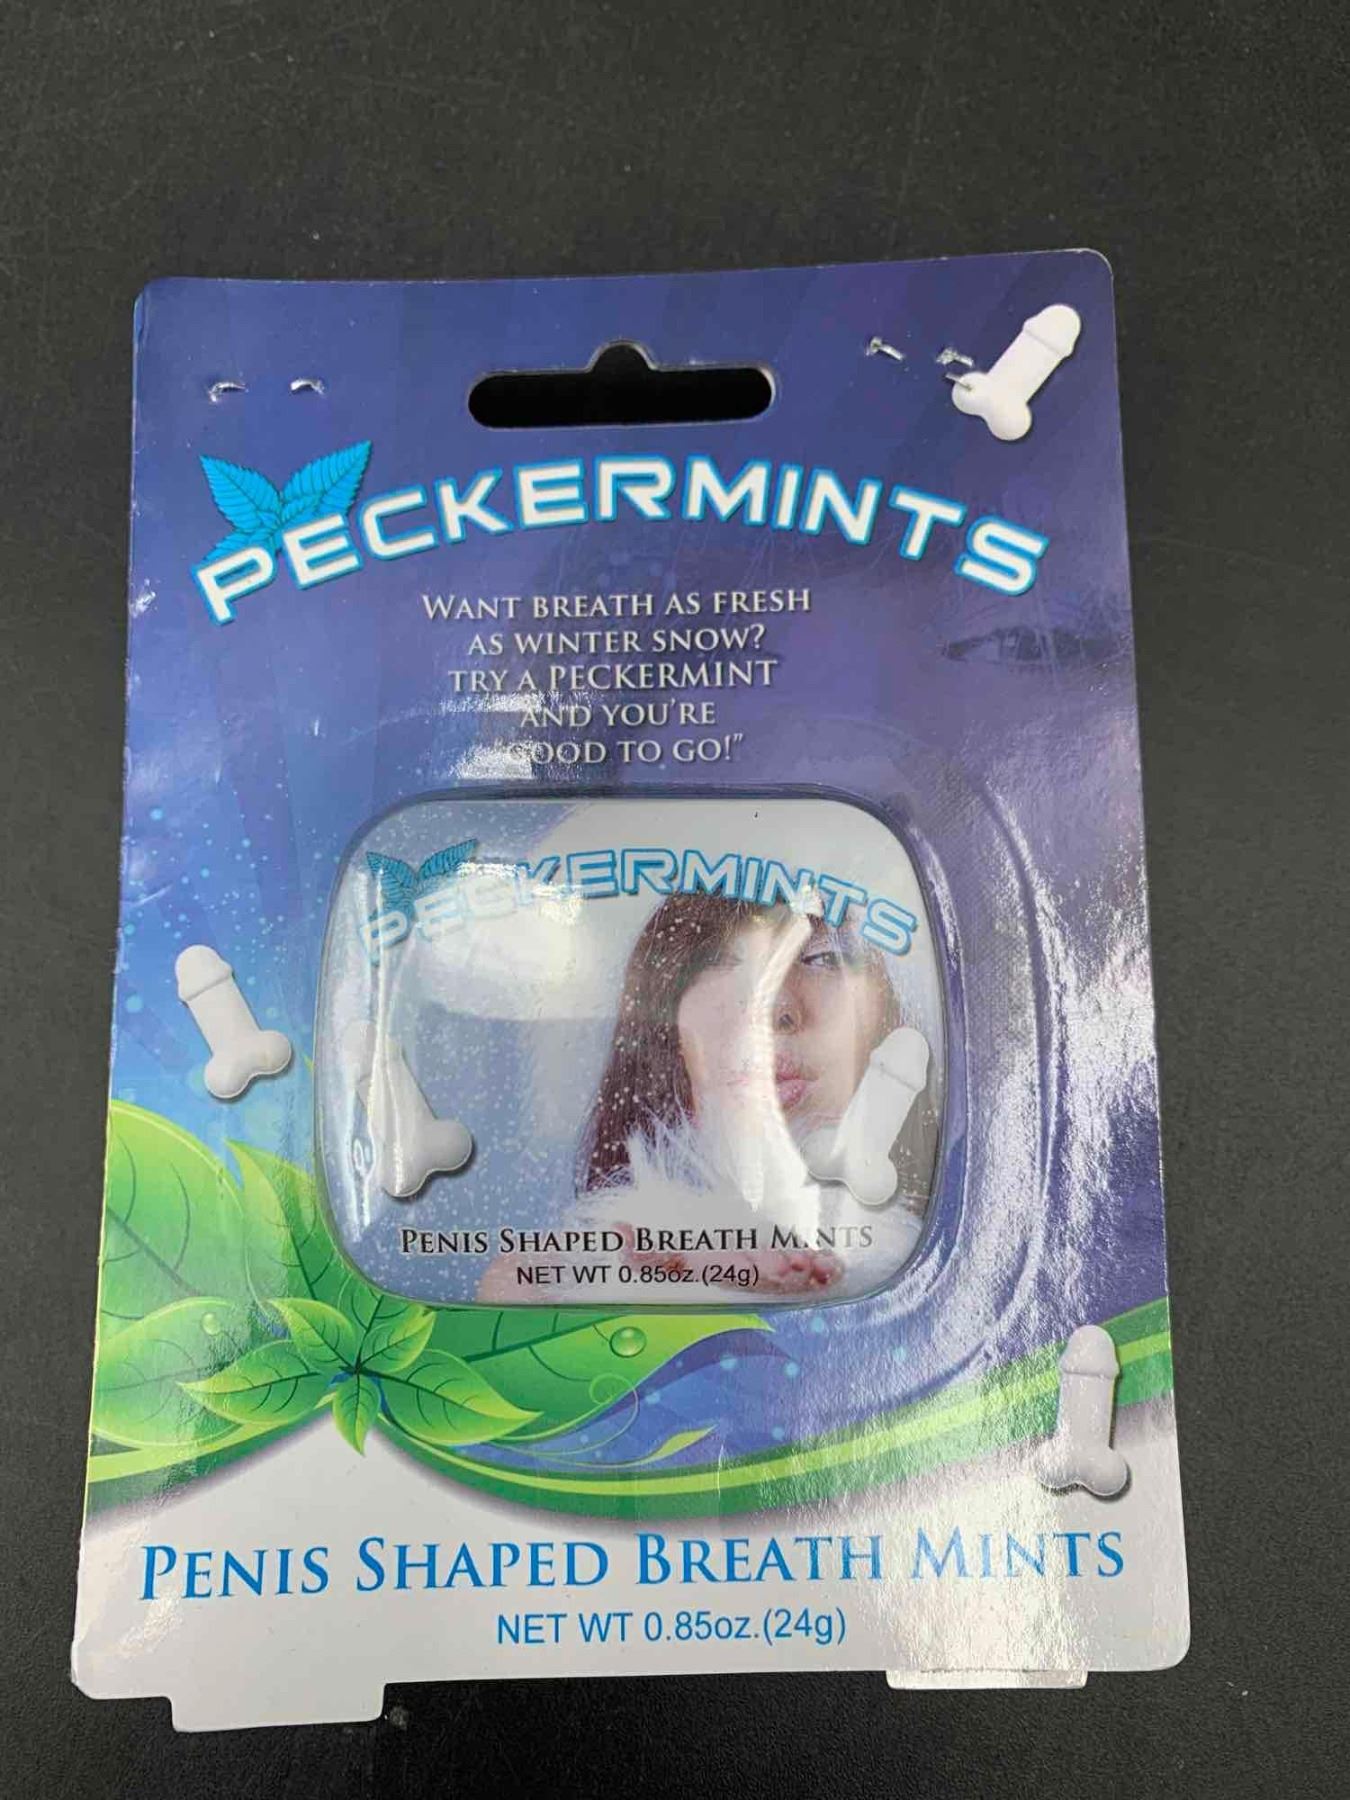 PECKERMINTS
WANT BREATH AS FRESH
AS WINTER SNOW?
TRY A PECKERMINT
AND YOU'RE
"GOOD TO GO!"
PECKERMINTS
PENIS SHAPED BREATH MINTS
NET WT 0.85oz.(24g)
PENIS SHAPED BREATH MINTS
NET WT 0.85oz.(24g)